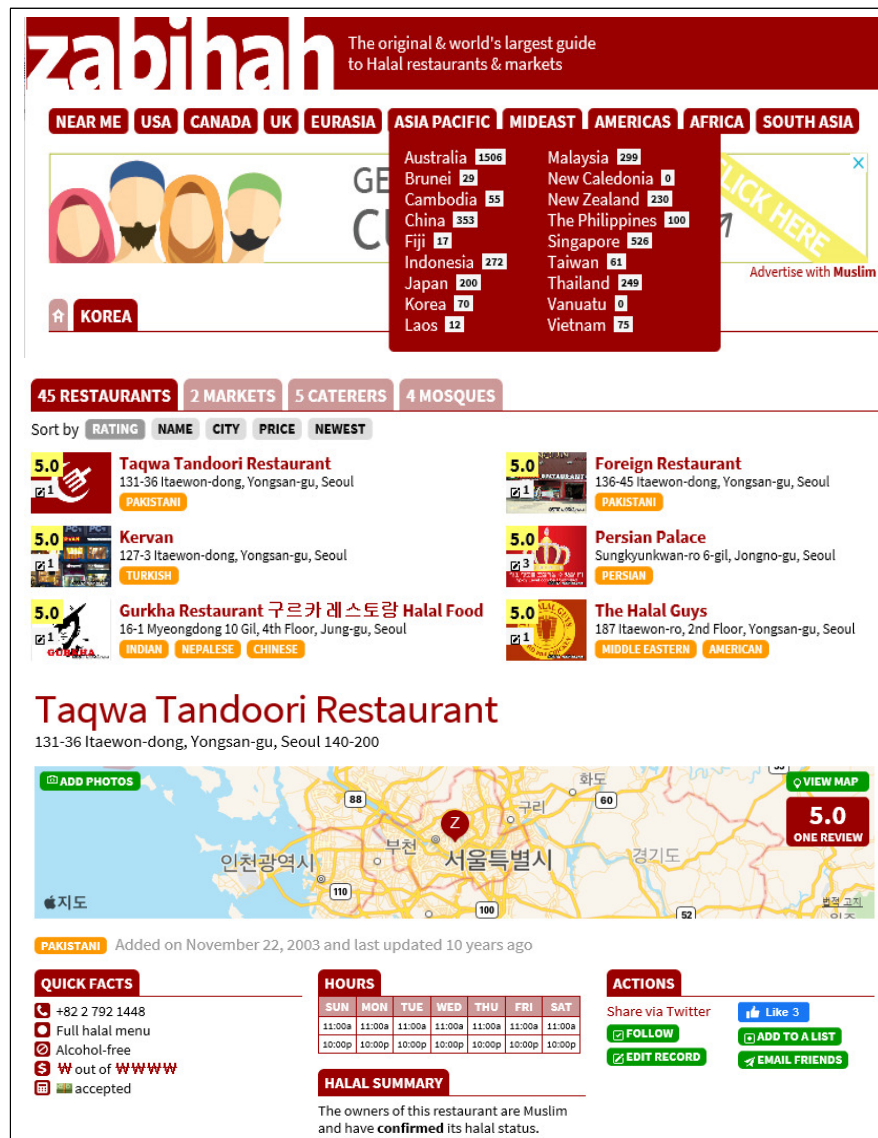 zabihah
The original & world's largest guide
to Halal restaurants & markets
NEAR ME USA CANADA UK EURASIA ASIA PACIFIC MIDEAST AMERICAS AFRICA SOUTH ASIA
Australia 1506
Brunei 29
Cambodia 55
China 353
Fiji 17
Indonesia 272
Japan 200
Korea 70
Laos 12
Malaysia 299
New Caledonia 0
New Zealand 230
The Philippines 100
Singapore 526
Taiwan 61
Thailand 249
Vanuatu 0
Vietnam 75
GE
CLICK HERE
Advertise with Muslim
KOREA
45 RESTAURANTS 2 MARKETS 5 CATERERS 4 MOSQUES
Sort by RATING NAME CITY PRICE NEWEST
5.0
1
Taqwa Tandoori Restaurant
131-36 Itaewon-dong, Yongsan-gu, Seoul
PAKISTANI
5.0
1
Foreign Restaurant
136-45 Itaewon-dong, Yongsan-gu, Seoul
PAKISTANI
5.0
1
Kervan
127-3 Itaewon-dong, Yongsan-gu, Seoul
TURKISH
5.0
3
Persian Palace
Sungkyunkwan-ro 6-gil, Jongno-gu, Seoul
PERSIAN
5.0
1
Gurkha Restaurant 구르카 레스토랑 Halal Food
16-1 Myeongdong 10 Gil, 4th Floor, Jung-gu, Seoul
INDIAN NEPALESE CHINESE
5.0
1
The Halal Guys
187 Itaewon-ro, 2nd Floor, Yongsan-gu, Seoul
MIDDLE EASTERN AMERICAN
Taqwa Tandoori Restaurant
131-36 Itaewon-dong, Yongsan-gu, Seoul 140-200
ADD PHOTOS
VIEW MAP
5.0
ONE REVIEW
화도
88
60
구리
Z
부천
서울특별시
인천광역시
경기도
110
100
52
지도
법적 고지
PAKISTANI Added on November 22, 2003 and last updated 10 years ago
QUICK FACTS
+82 2 792 1448
Full halal menu
Alcohol-free
₩ out of ₩₩₩₩
accepted
HOURS
SUN MON TUE WED THU FRI SAT
11:00a 11:00a 11:00a 11:00a 11:00a 11:00a 11:00a
10:00p 10:00p 10:00p 10:00p 10:00p 10:00p 10:00p
HALAL SUMMARY
The owners of this restaurant are Muslim
and have confirmed its halal status.
ACTIONS
Share via Twitter
Like 3
FOLLOW
ADD TO A LIST
EDIT RECORD
EMAIL FRIENDS